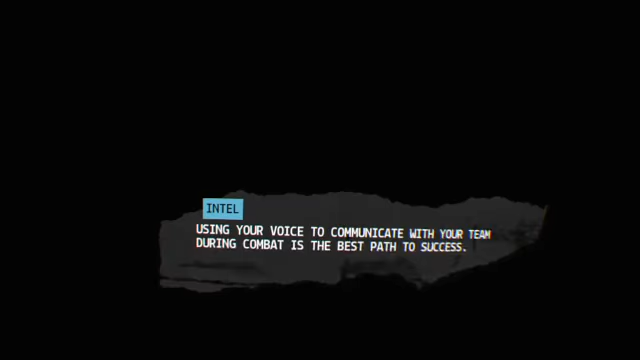 INTEL
USING YOUR VOICE TO COMMUNICATE WITH YOUR TEAM
DURING COMBAT IS THE BEST PATH TO SUCCESS.